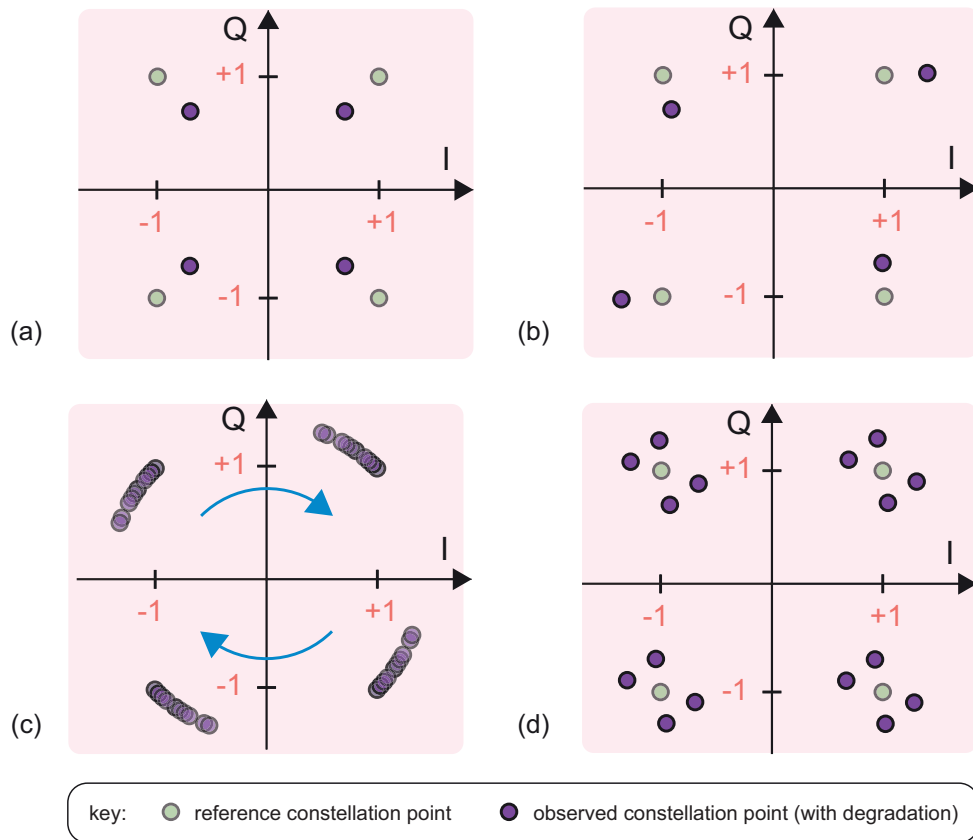 Q
+1
I
-1
+1
-1
(a)
Q
+1
I
-1
+1
-1
(b)
Q
+1
I
-1
+1
-1
(c)
Q
+1
I
-1
+1
-1
(d)
key: reference constellation point observed constellation point (with degradation)